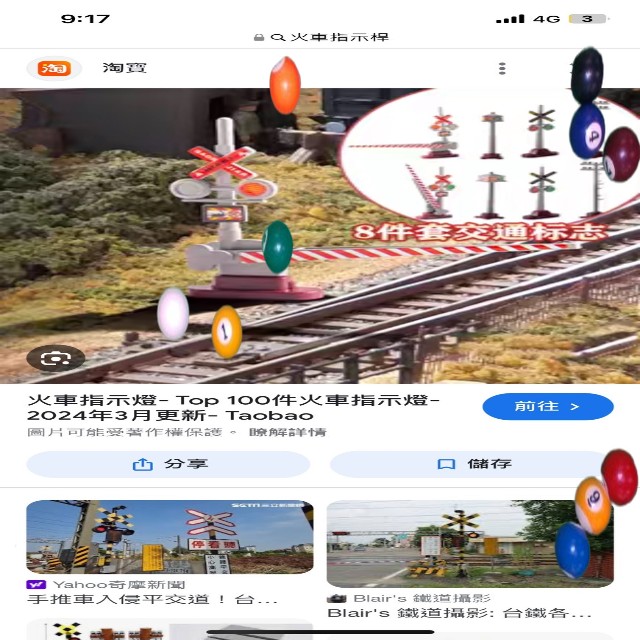 9:17
4G
3
火車指示桿
淘
淘寶
8件套交通标志
1
4
9
火車指示燈- Top 100件火車指示燈-
2024年3月更新- Taobao
前往 >
圖片可能受著作權保護。 瞭解詳情
分享
儲存
停看聽
Yahoo奇摩新聞
手推車入侵平交道！台...
Blair's 鐵道攝影
Blair's 鐵道攝影: 台鐵各...